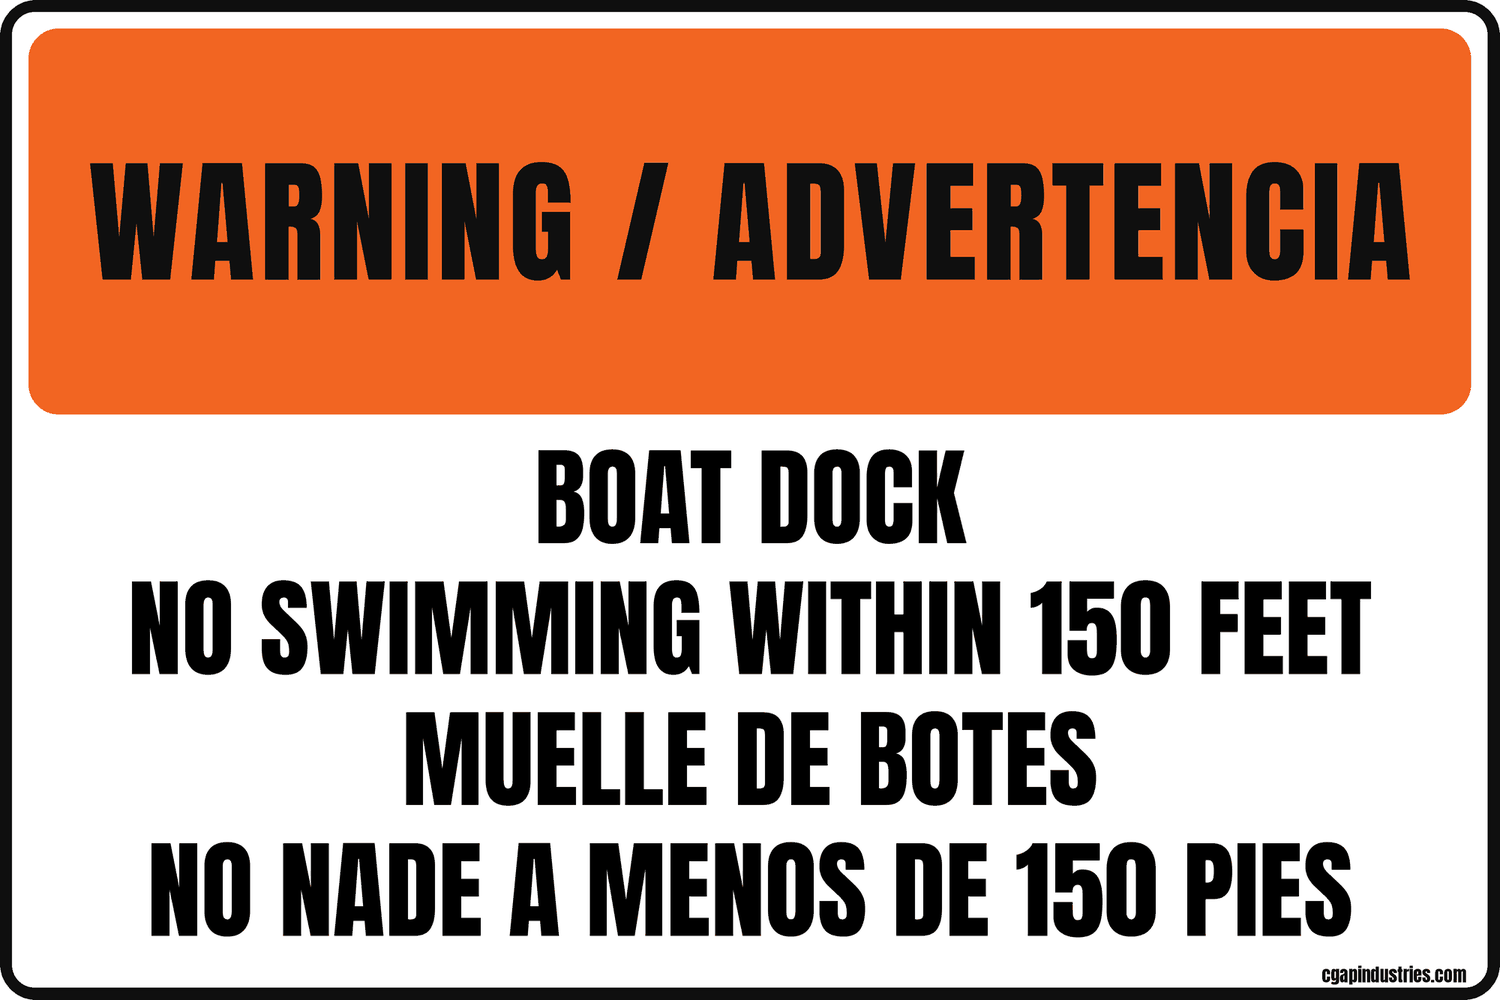 WARNING / ADVERTENCIA
BOAT DOCK
NO SWIMMING WITHIN 150 FEET
MUELLE DE BOTES
NO NADE A MENOS DE 150 PIES
cgapindustries.com